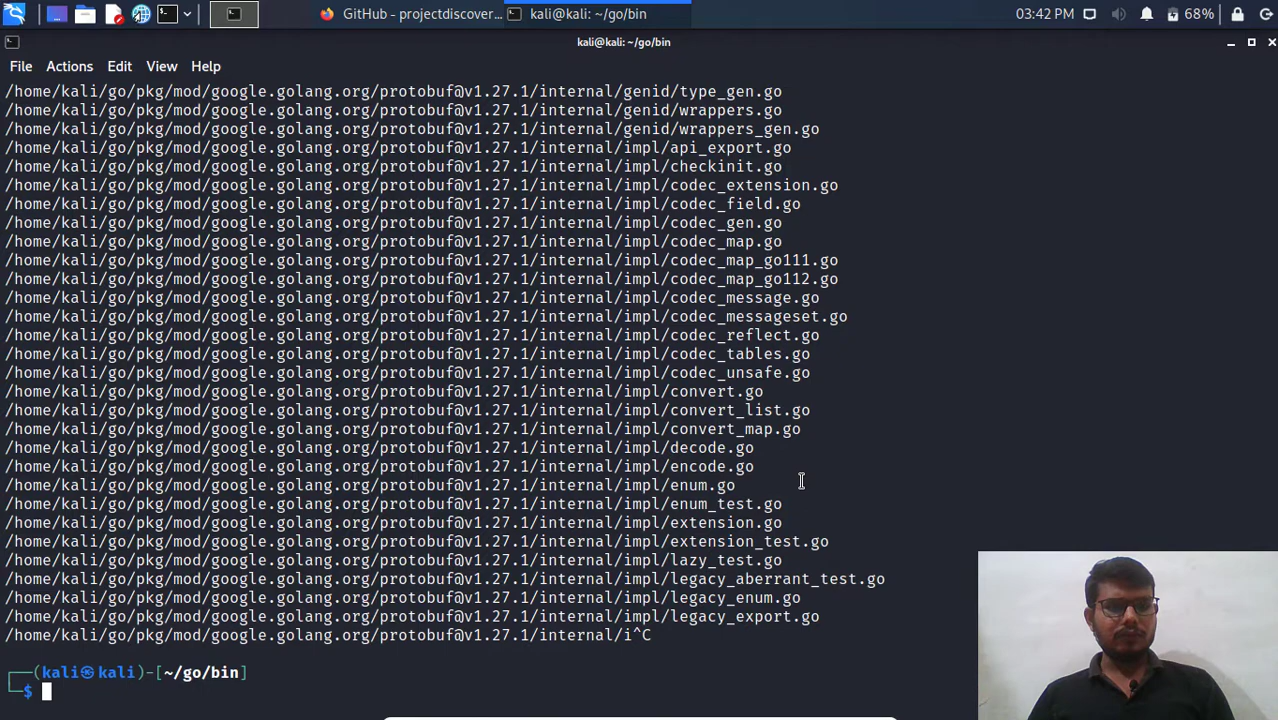 GitHub - projectdiscover...
kali@kali: ~/go/bin
03:42 PM
68%
kali@kali: ~/go/bin
File Actions Edit View Help
/home/kali/go/pkg/mod/google.golang.org/protobuf@v1.27.1/internal/genid/type_gen.go
/home/kali/go/pkg/mod/google.golang.org/protobuf@v1.27.1/internal/genid/wrappers.go
/home/kali/go/pkg/mod/google.golang.org/protobuf@v1.27.1/internal/genid/wrappers_gen.go
/home/kali/go/pkg/mod/google.golang.org/protobuf@v1.27.1/internal/impl/api_export.go
/home/kali/go/pkg/mod/google.golang.org/protobuf@v1.27.1/internal/impl/checkinit.go
/home/kali/go/pkg/mod/google.golang.org/protobuf@v1.27.1/internal/impl/codec_extension.go
/home/kali/go/pkg/mod/google.golang.org/protobuf@v1.27.1/internal/impl/codec_field.go
/home/kali/go/pkg/mod/google.golang.org/protobuf@v1.27.1/internal/impl/codec_gen.go
/home/kali/go/pkg/mod/google.golang.org/protobuf@v1.27.1/internal/impl/codec_map.go
/home/kali/go/pkg/mod/google.golang.org/protobuf@v1.27.1/internal/impl/codec_map_go111.go
/home/kali/go/pkg/mod/google.golang.org/protobuf@v1.27.1/internal/impl/codec_map_go112.go
/home/kali/go/pkg/mod/google.golang.org/protobuf@v1.27.1/internal/impl/codec_message.go
/home/kali/go/pkg/mod/google.golang.org/protobuf@v1.27.1/internal/impl/codec_messageset.go
/home/kali/go/pkg/mod/google.golang.org/protobuf@v1.27.1/internal/impl/codec_reflect.go
/home/kali/go/pkg/mod/google.golang.org/protobuf@v1.27.1/internal/impl/codec_tables.go
/home/kali/go/pkg/mod/google.golang.org/protobuf@v1.27.1/internal/impl/codec_unsafe.go
/home/kali/go/pkg/mod/google.golang.org/protobuf@v1.27.1/internal/impl/convert.go
/home/kali/go/pkg/mod/google.golang.org/protobuf@v1.27.1/internal/impl/convert_list.go
/home/kali/go/pkg/mod/google.golang.org/protobuf@v1.27.1/internal/impl/convert_map.go
/home/kali/go/pkg/mod/google.golang.org/protobuf@v1.27.1/internal/impl/decode.go
/home/kali/go/pkg/mod/google.golang.org/protobuf@v1.27.1/internal/impl/encode.go
/home/kali/go/pkg/mod/google.golang.org/protobuf@v1.27.1/internal/impl/enum.go
/home/kali/go/pkg/mod/google.golang.org/protobuf@v1.27.1/internal/impl/enum_test.go
/home/kali/go/pkg/mod/google.golang.org/protobuf@v1.27.1/internal/impl/extension.go
/home/kali/go/pkg/mod/google.golang.org/protobuf@v1.27.1/internal/impl/extension_test.go
/home/kali/go/pkg/mod/google.golang.org/protobuf@v1.27.1/internal/impl/lazy_test.go
/home/kali/go/pkg/mod/google.golang.org/protobuf@v1.27.1/internal/impl/legacy_aberrant_test.go
/home/kali/go/pkg/mod/google.golang.org/protobuf@v1.27.1/internal/impl/legacy_enum.go
/home/kali/go/pkg/mod/google.golang.org/protobuf@v1.27.1/internal/impl/legacy_export.go
/home/kali/go/pkg/mod/google.golang.org/protobuf@v1.27.1/internal/i^C
┌──(kali㉿kali)-[~/go/bin]
└─$